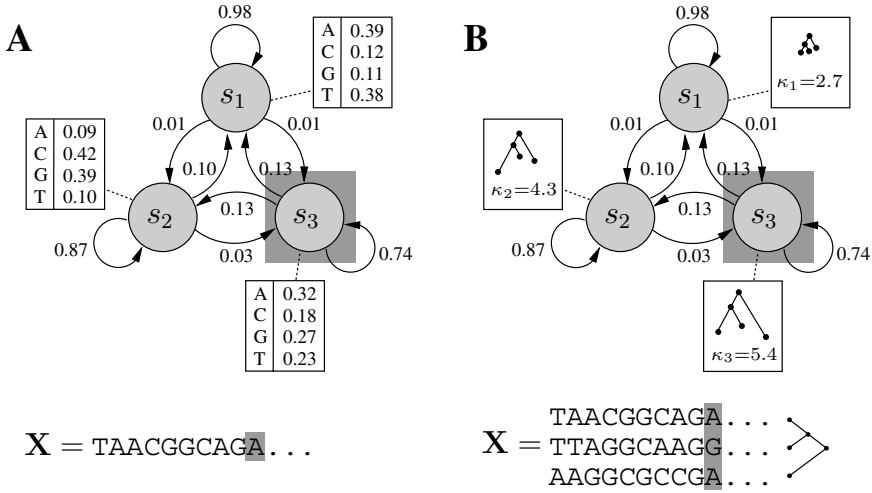 A
0.98
A 0.39
C 0.12
G 0.11
T 0.38
s1
0.01
0.01
A 0.09
C 0.42
G 0.39
T 0.10
0.10
0.13
s2
0.13
s3
0.87
0.03
0.74
A 0.32
C 0.18
G 0.27
T 0.23
X = TAACGGCAGA...
B
0.98
κ1=2.7
s1
0.01
0.01
κ2=4.3
0.10
0.13
s2
0.13
s3
0.87
0.03
0.74
κ3=5.4
TAACGGCAGA...
X = TTAGGCAAGG...
AAGGCGCCGA...